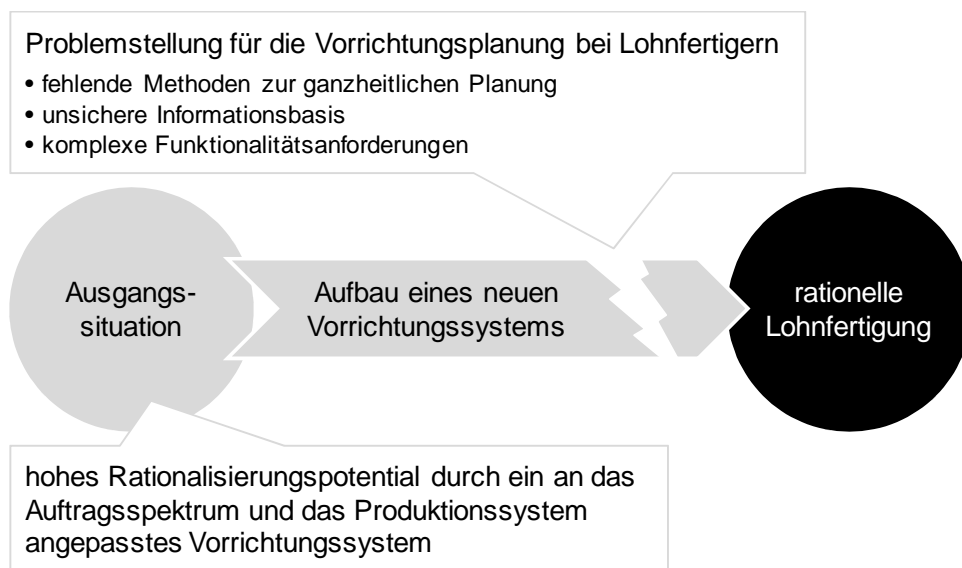 Problemstellung für die Vorrichtungsplanung bei Lohnfertigern
• fehlende Methoden zur ganzheitlichen Planung
• unsichere Informationsbasis
• komplexe Funktionalitätsanforderungen
Ausgangs-
situation
Aufbau eines neuen
Vorrichtungssystems
rationelle
Lohnfertigung
hohes Rationalisierungspotential durch ein an das
Auftragsspektrum und das Produktionssystem
angepasstes Vorrichtungssystem